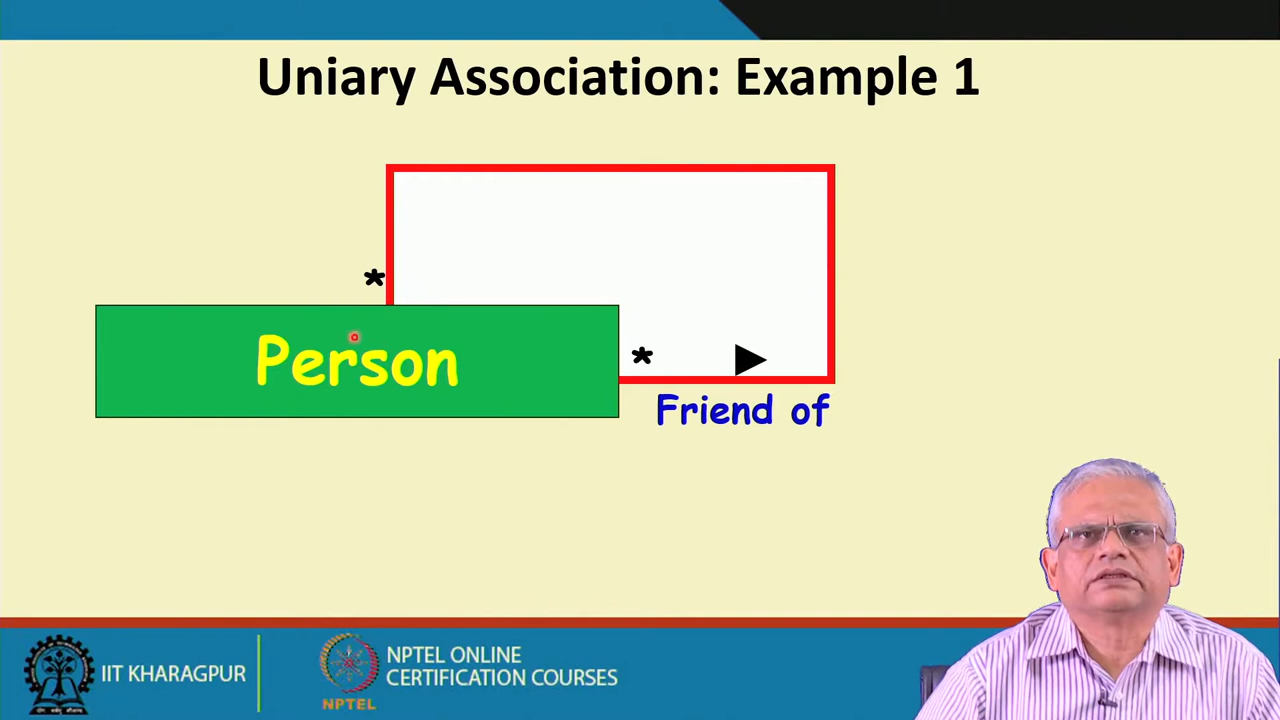 Uniary Association: Example 1
*
Person
*
Friend of
IIT KHARAGPUR
NPTEL
NPTEL ONLINE
CERTIFICATION COURSES